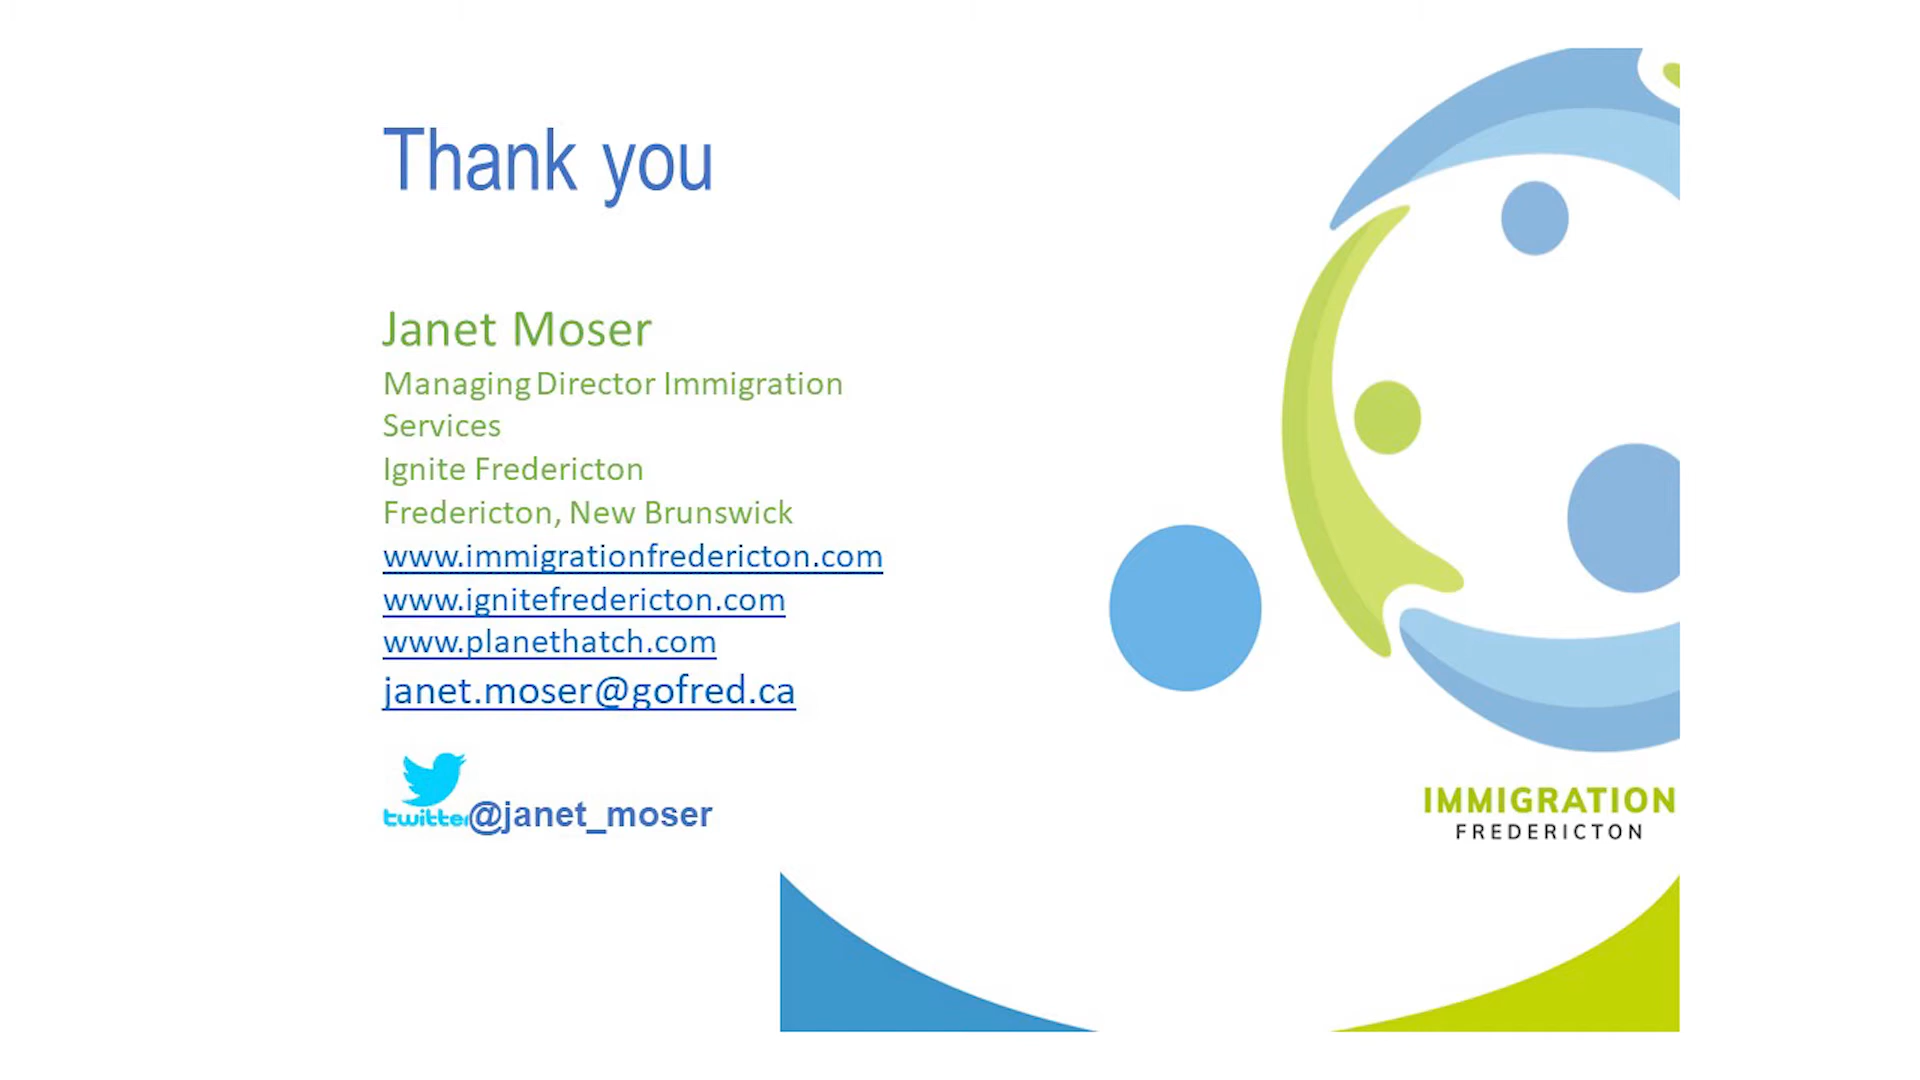 Thank you
Janet Moser
Managing Director Immigration
Services
Ignite Fredericton
Fredericton, New Brunswick
www.immigrationfredericton.com
www.ignitefredericton.com
www.planethatch.com
janet.moser@gofred.ca
twitter @janet_moser
IMMIGRATION
FREDERICTON